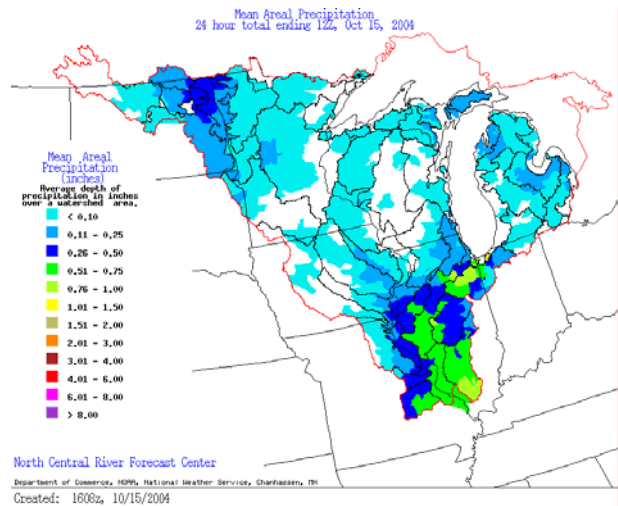 Mean Areal Precipitation
24 hour total ending 12Z, Oct 15, 2004
Mean Areal
Precipitation
(inches)
Average depth of
precipitation in inches
over a watershed area.
< 0.10
0.11 - 0.25
0.26 - 0.50
0.51 - 0.75
0.76 - 1.00
1.01 - 1.50
1.51 - 2.00
2.01 - 3.00
3.01 - 4.00
4.01 - 6.00
6.01 - 8.00
> 8.00
North Central River Forecast Center
Department of Commerce, NOAA, National Weather Service, Chanhassen, MN
Created: 1608z, 10/15/2004